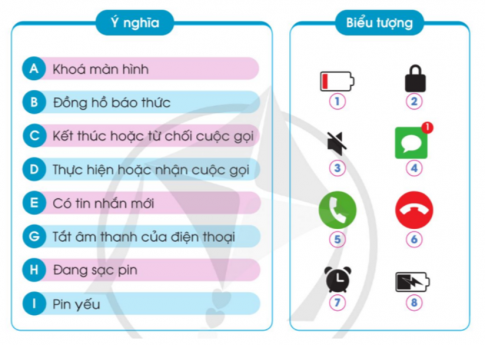 Ý nghĩa
A Khoá màn hình
B Đồng hồ báo thức
C Kết thúc hoặc từ chối cuộc gọi
D Thực hiện hoặc nhận cuộc gọi
E Có tin nhắn mới
G Tắt âm thanh của điện thoại
H Đang sạc pin
I Pin yếu
Biểu tượng
1 2
1
3 4
5 6
7 8